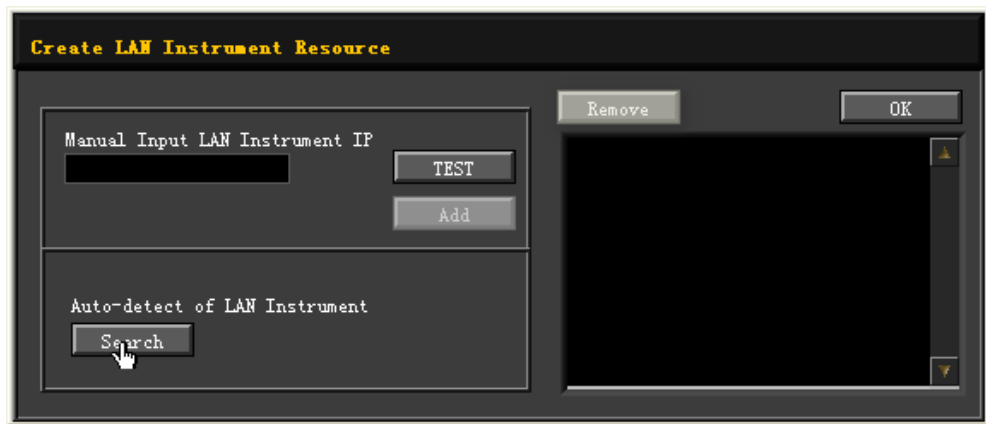 Create LAN Instrument Resource
Manual Input LAN Instrument IP
TEST
Add
Auto-detect of LAN Instrument
Search
Remove
OK